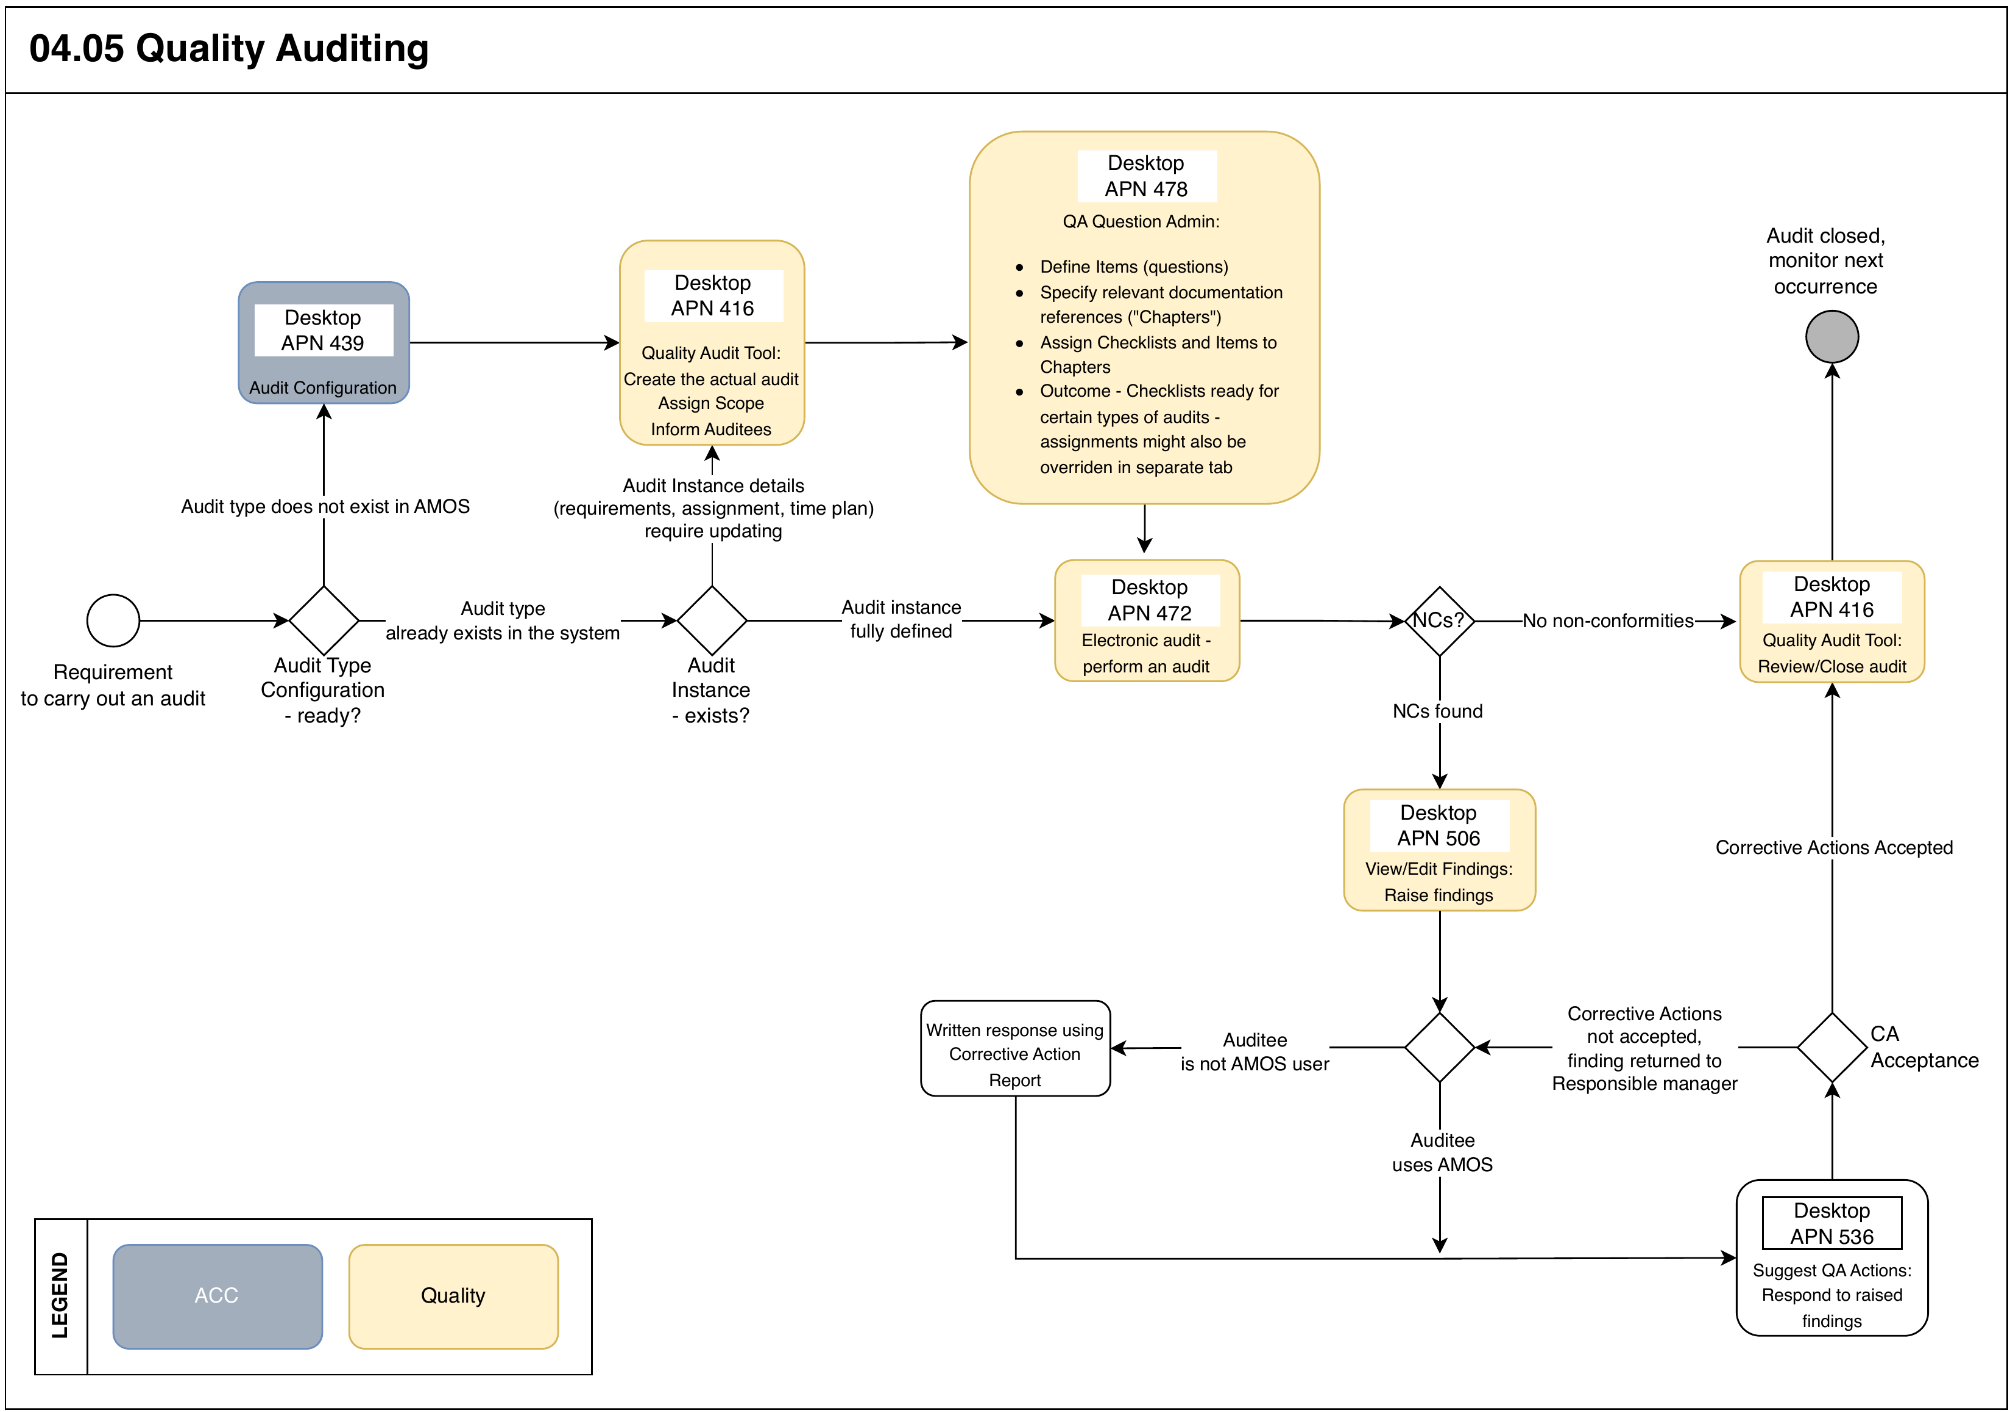 04.05 Quality Auditing
Desktop
APN 478
QA Question Admin:
Define Items (questions)
Specify relevant documentation
references ("Chapters")
Assign Checklists and Items to
Chapters
Outcome - Checklists ready for
certain types of audits -
assignments might also be
overriden in separate tab
Audit closed,
monitor next
occurrence
Desktop
APN 439
Audit Configuration
Desktop
APN 416
Quality Audit Tool:
Create the actual audit
Assign Scope
Inform Auditees
Audit type does not exist in AMOS
Audit Instance details
(requirements, assignment, time plan)
require updating
Requirement
to carry out an audit
Audit Type
Configuration
- ready?
Audit type
already exists in the system
Audit
Instance
- exists?
Audit instance
fully defined
Desktop
APN 472
Electronic audit -
perform an audit
NCs?
No non-conformities
Desktop
APN 416
Quality Audit Tool:
Review/Close audit
NCs found
Desktop
APN 506
View/Edit Findings:
Raise findings
Corrective Actions Accepted
Written response using
Corrective Action
Report
Auditee
is not AMOS user
Corrective Actions
not accepted,
finding returned to
Responsible manager
CA
Acceptance
Auditee
uses AMOS
Desktop
APN 536
Suggest QA Actions:
Respond to raised
findings
LEGEND
ACC
Quality